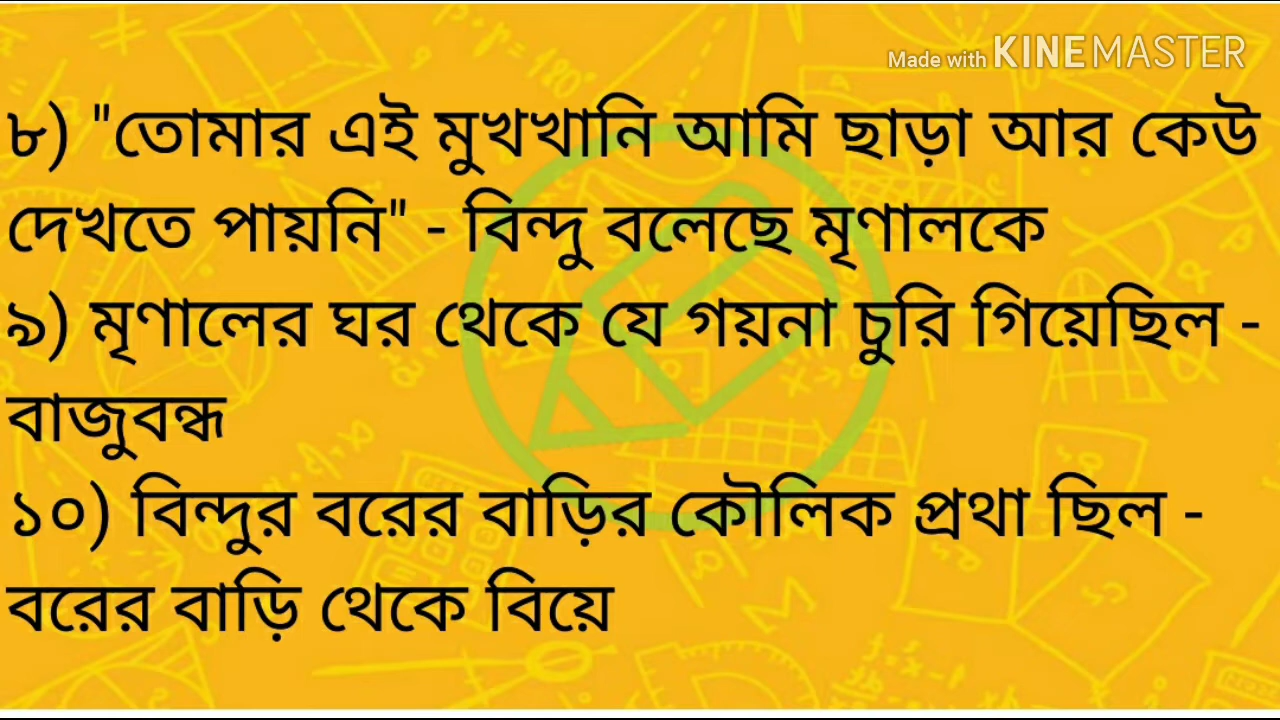 Made with KINEMASTER
৮) "তোমার এই মুখখানি আমি ছাড়া আর কেউ
দেখতে পায়নি" - বিন্দু বলেছে মৃণালকে
৯) মৃণালের ঘর থেকে যে গয়না চুরি গিয়েছিল -
বাজুবন্ধ
১০) বিন্দুর বরের বাড়ির কৌলিক প্রথা ছিল -
বরের বাড়ি থেকে বিয়ে